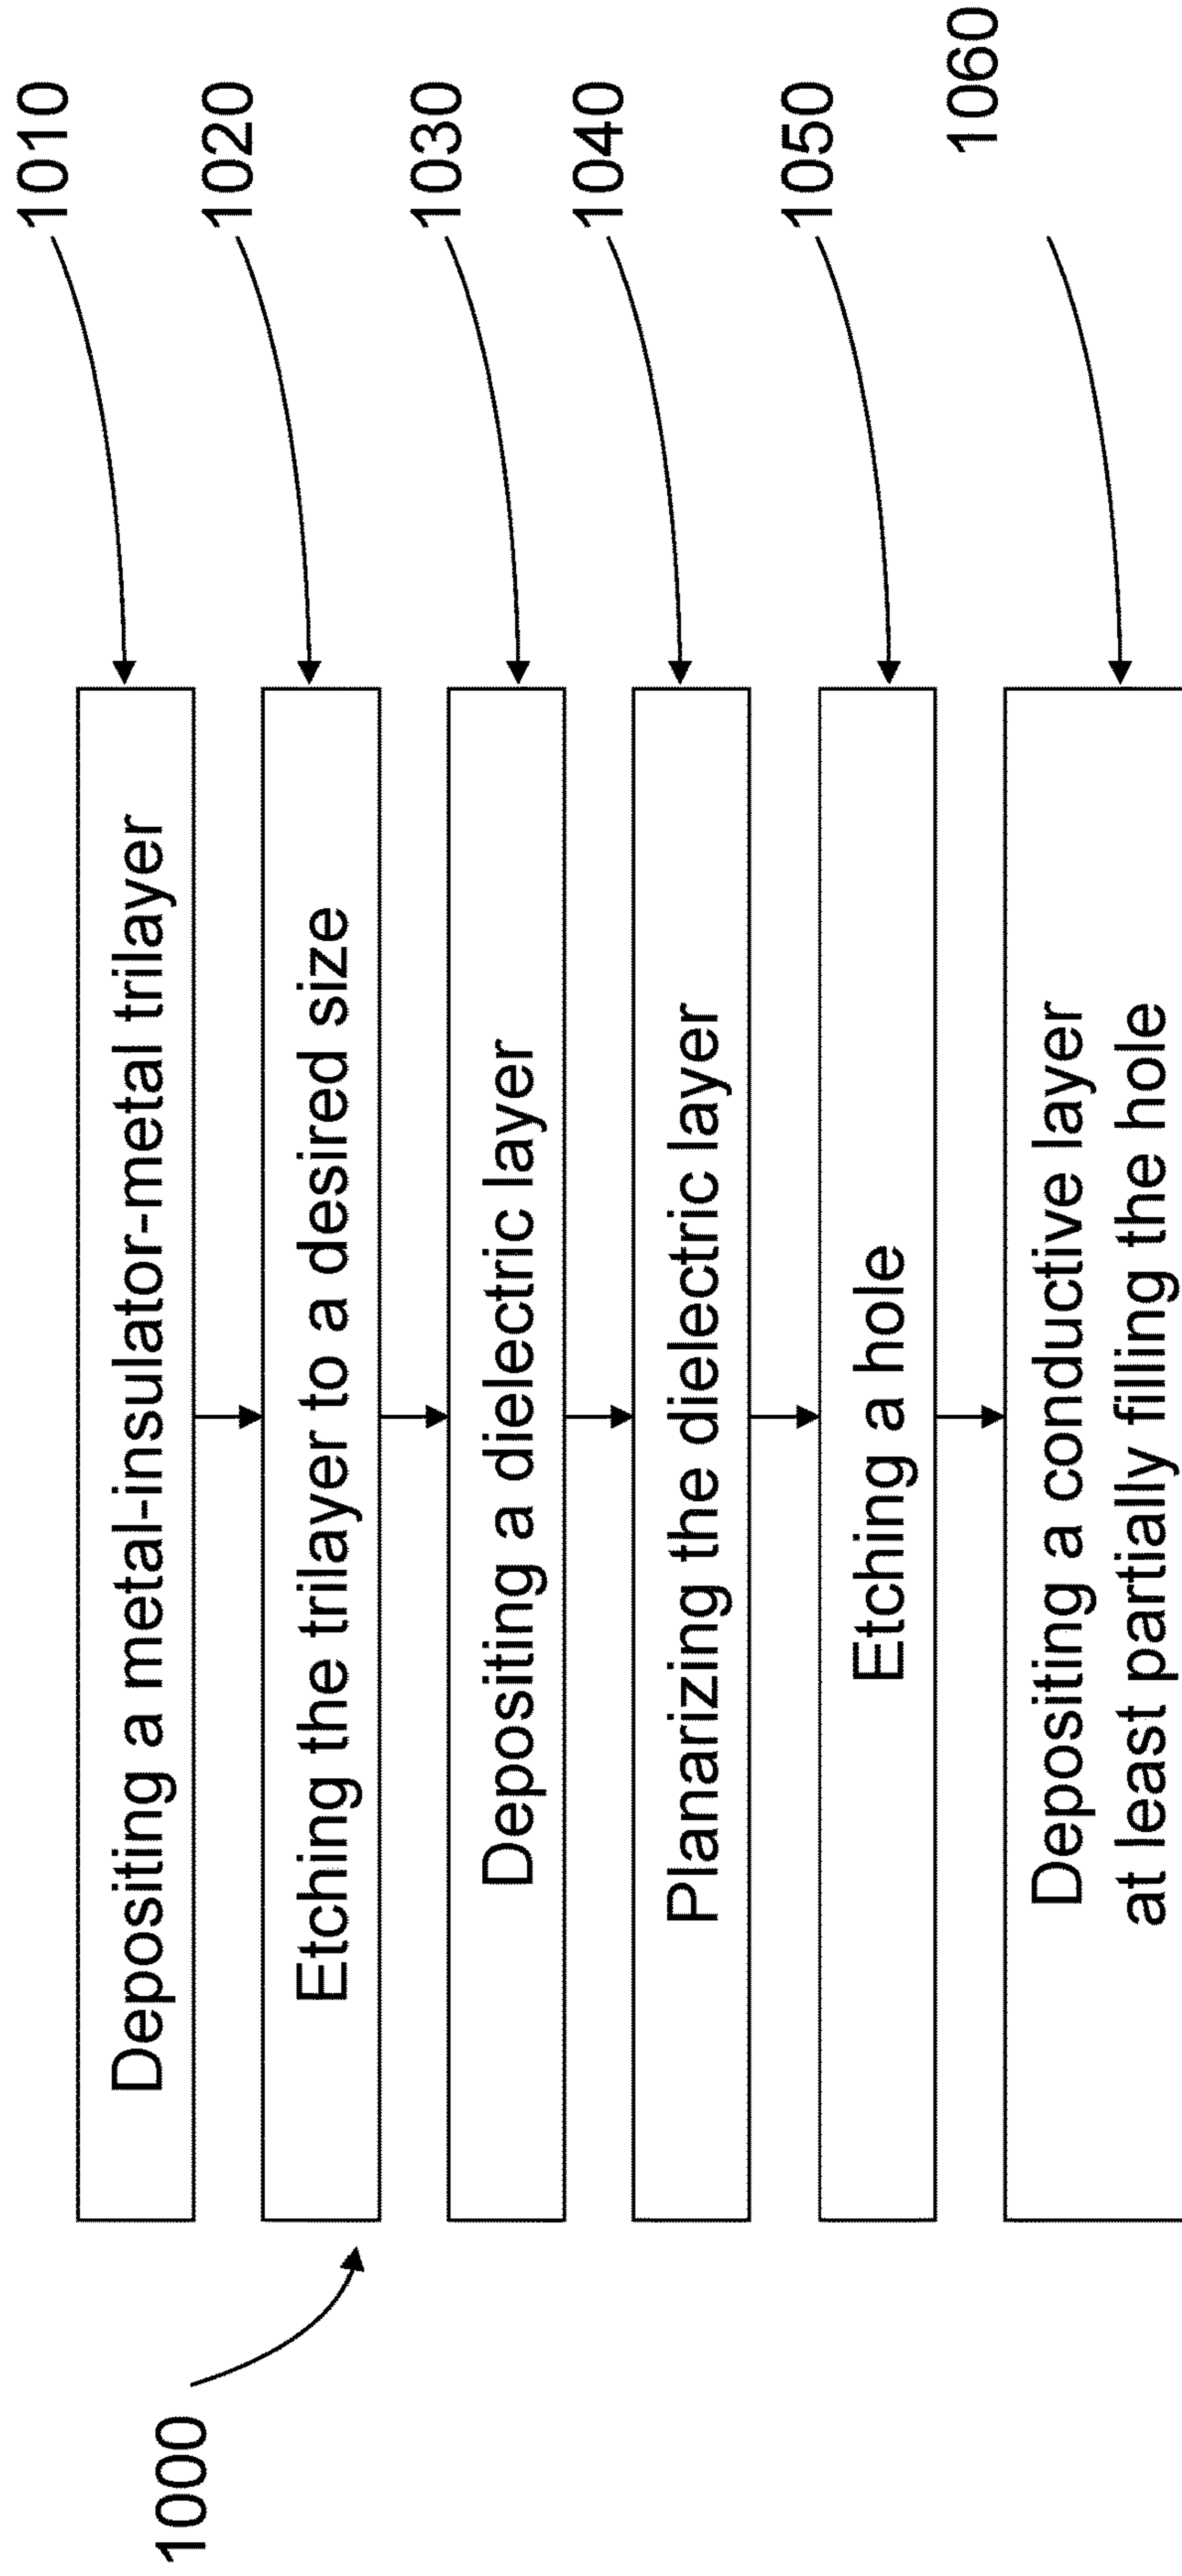 1000
Depositing a metal-insulator-metal trilayer
1010
Etching the trilayer to a desired size
1020
Depositing a dielectric layer
1030
Planarizing the dielectric layer
1040
Etching a hole
1050
Depositing a conductive layer
at least partially filling the hole
1060